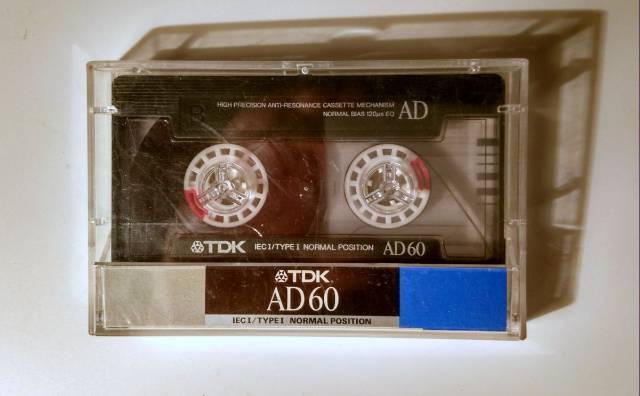 HIGH PRECISION ANTI-RESONANCE CASSETTE MECHANISM AD
NORMAL BIAS 120μs EQ
B
TDK IEC I/TYPE I NORMAL POSITION AD60
TDK
AD60
IEC I/TYPE I NORMAL POSITION